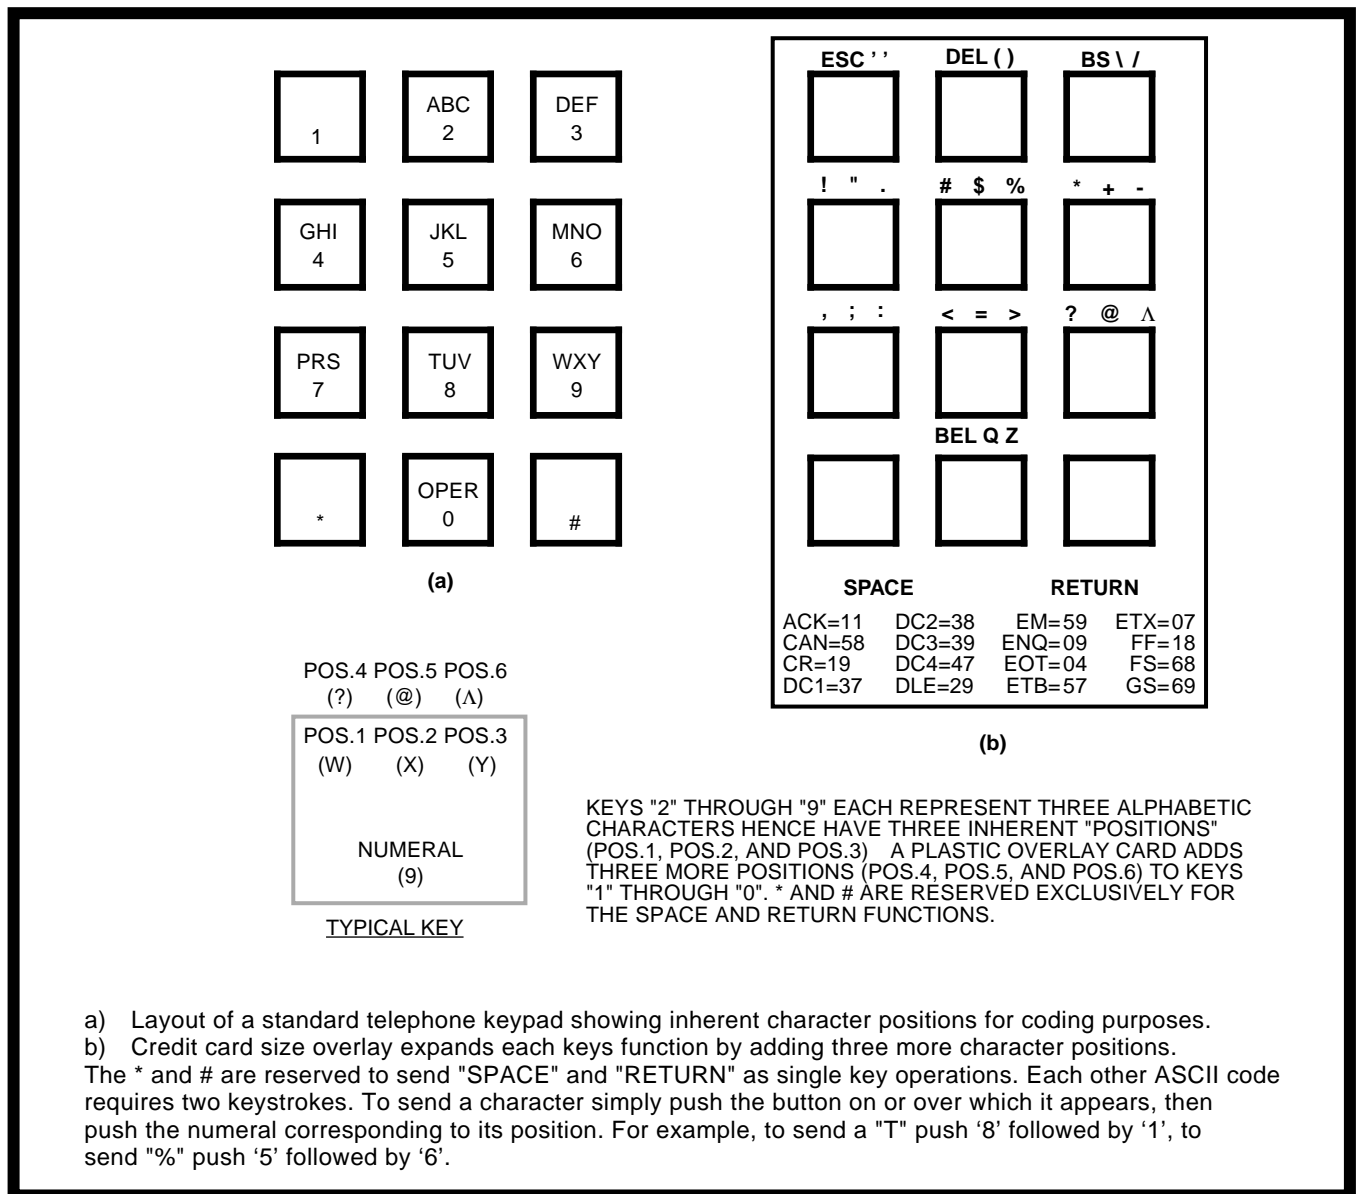 ABC
DEF
1
2
3
GHI
JKL
MNO
4
5
6
PRS
TUV
WXY
7
8
9
OPER
*
0
#
(a)
ESC ’ ’ DEL ( ) BS \ /
! " . # $ % * + -
, ; : < = > ? @ Λ
BEL Q Z
SPACE RETURN
ACK=11 DC2=38 EM=59 ETX=07
CAN=58 DC3=39 ENQ=09 FF=18
CR=19 DC4=47 EOT=04 FS=68
DC1=37 DLE=29 ETB=57 GS=69
(b)
POS.4 POS.5 POS.6
(?) (@) (Λ)
POS.1 POS.2 POS.3
(W) (X) (Y)
NUMERAL
(9)
TYPICAL KEY
KEYS "2" THROUGH "9" EACH REPRESENT THREE ALPHABETIC
CHARACTERS HENCE HAVE THREE INHERENT "POSITIONS"
(POS.1, POS.2, AND POS.3) A PLASTIC OVERLAY CARD ADDS
THREE MORE POSITIONS (POS.4, POS.5, AND POS.6) TO KEYS
"1" THROUGH "0". * AND # ARE RESERVED EXCLUSIVELY FOR
THE SPACE AND RETURN FUNCTIONS.
a) Layout of a standard telephone keypad showing inherent character positions for coding purposes.
b) Credit card size overlay expands each keys function by adding three more character positions.
The * and # are reserved to send "SPACE" and "RETURN" as single key operations. Each other ASCII code
requires two keystrokes. To send a character simply push the button on or over which it appears, then
push the numeral corresponding to its position. For example, to send a "T" push ‘8’ followed by ‘1’, to
send "%" push ‘5’ followed by ‘6’.